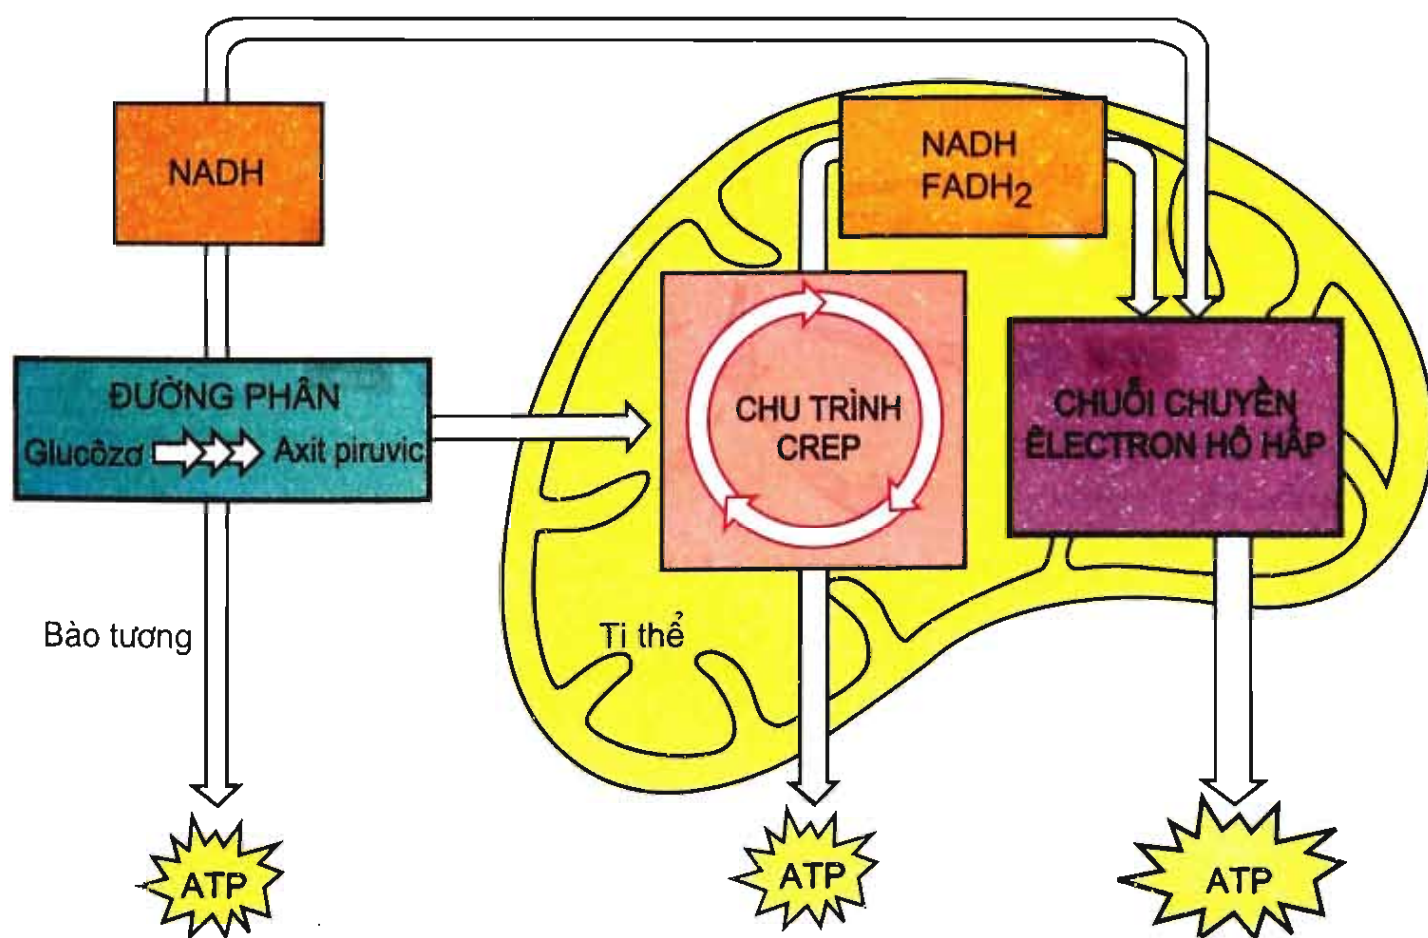 NADH
NADH
FADH2
ĐƯỜNG PHÂN
Glucôzơ Axit piruvic
CHU TRÌNH
CREP
CHUỖI CHUYỀN
ÊLECTRON HÔ HẤP
Bào tương
Ti thể
ATP
ATP
ATP